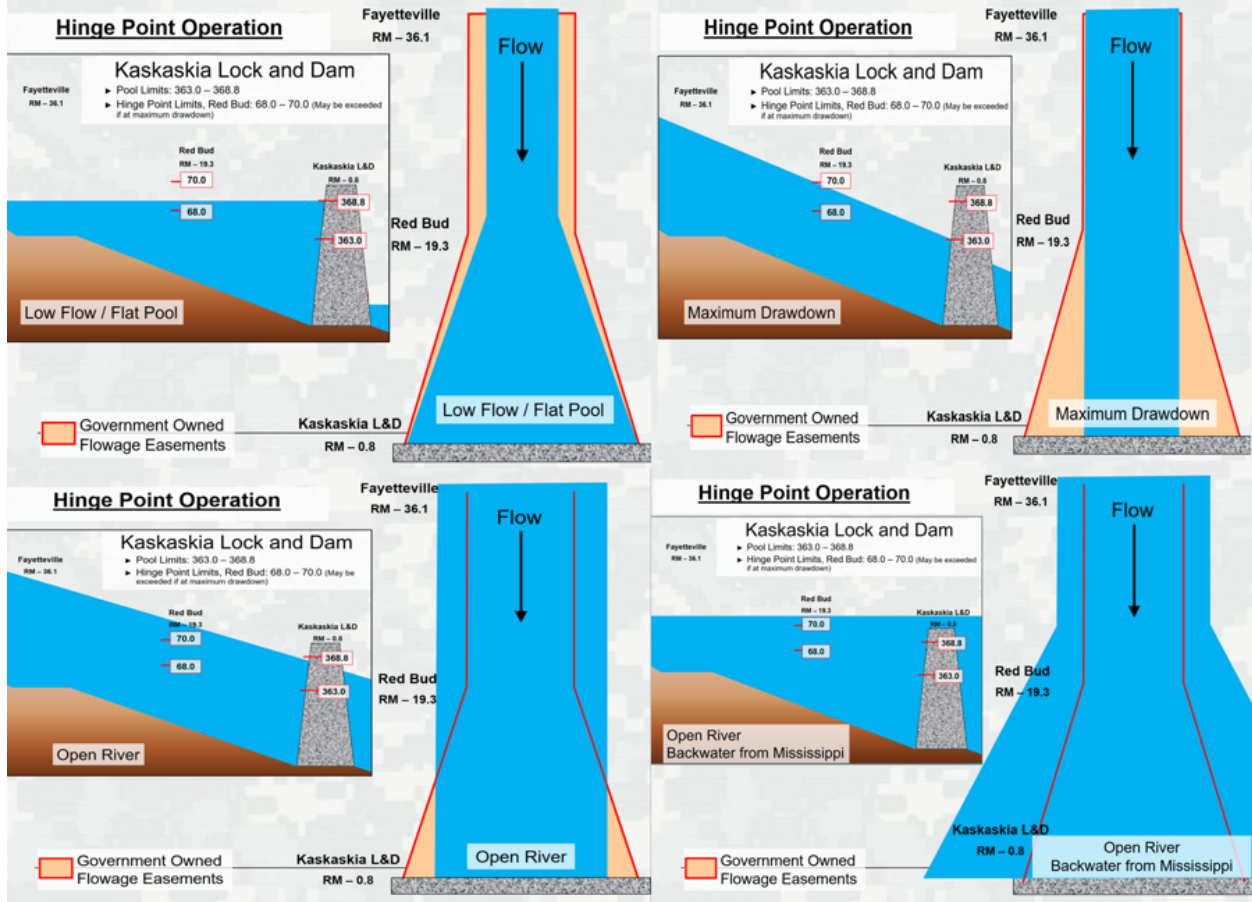 Hinge Point Operation
Fayetteville
RM – 36.1
Flow
Kaskaskia Lock and Dam
► Pool Limits: 363.0 – 368.8
► Hinge Point Limits, Red Bud: 68.0 – 70.0 (May be exceeded
if at maximum drawdown)
Fayetteville
RM – 36.1
Red Bud
RM – 19.3
70.0
68.0
Kaskaskia L&D
RM – 0.8
368.8
363.0
Low Flow / Flat Pool
Red Bud
RM – 19.3
Low Flow / Flat Pool
Government Owned
Flowage Easements
Kaskaskia L&D
RM – 0.8
Hinge Point Operation
Fayetteville
RM – 36.1
Flow
Kaskaskia Lock and Dam
► Pool Limits: 363.0 – 368.8
► Hinge Point Limits, Red Bud: 68.0 – 70.0 (May be exceeded
if at maximum drawdown)
Fayetteville
RM – 36.1
Red Bud
RM – 19.3
70.0
68.0
Kaskaskia L&D
RM – 0.8
368.8
363.0
Maximum Drawdown
Red Bud
RM – 19.3
Maximum Drawdown
Government Owned
Flowage Easements
Kaskaskia L&D
RM – 0.8
Hinge Point Operation
Fayetteville
RM – 36.1
Flow
Kaskaskia Lock and Dam
► Pool Limits: 363.0 – 368.8
► Hinge Point Limits, Red Bud: 68.0 – 70.0 (May be
exceeded if at maximum drawdown)
Fayetteville
RM – 36.1
Red Bud
RM – 19.3
70.0
68.0
Kaskaskia L&D
RM – 0.8
368.8
363.0
Open River
Red Bud
RM – 19.3
Open River
Government Owned
Flowage Easements
Kaskaskia L&D
RM – 0.8
Hinge Point Operation
Fayetteville
RM – 36.1
Flow
Kaskaskia Lock and Dam
► Pool Limits: 363.0 – 368.8
► Hinge Point Limits, Red Bud: 68.0 – 70.0 (May be exceeded
if at maximum drawdown)
Fayetteville
RM – 36.1
Red Bud
RM – 19.3
70.0
68.0
Kaskaskia L&D
RM – 0.8
368.8
363.0
Open River
Backwater from Mississippi
Red Bud
RM – 19.3
Kaskaskia L&D
RM – 0.8
Open River
Backwater from Mississippi
Government Owned
Flowage Easements